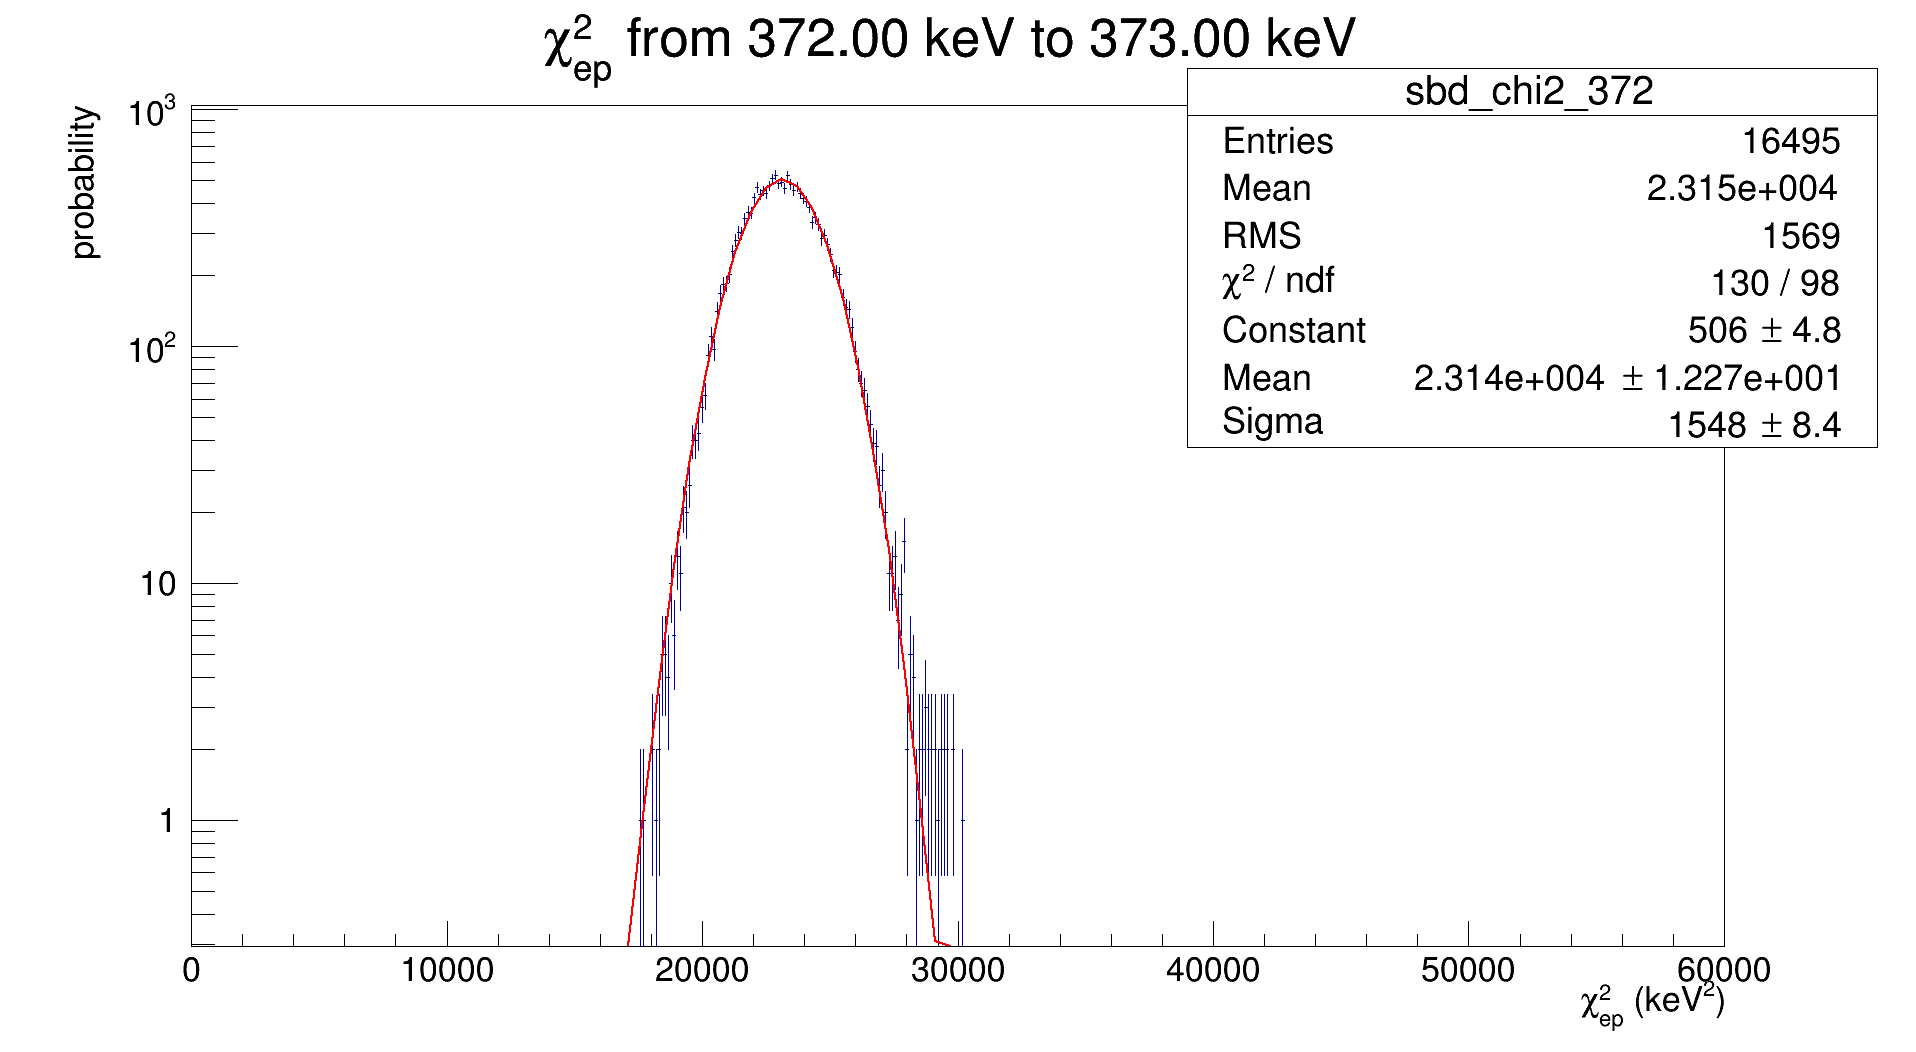 χ²ep from 372.00 keV to 373.00 keV
probability
10³
10²
10
1
sbd_chi2_372
Entries 16495
Mean 2.315e+004
RMS 1569
χ² / ndf 130 / 98
Constant 506 ± 4.8
Mean 2.314e+004 ± 1.227e+001
Sigma 1548 ± 8.4
0 10000 20000 30000 40000 50000 60000
χ²ep (keV²)